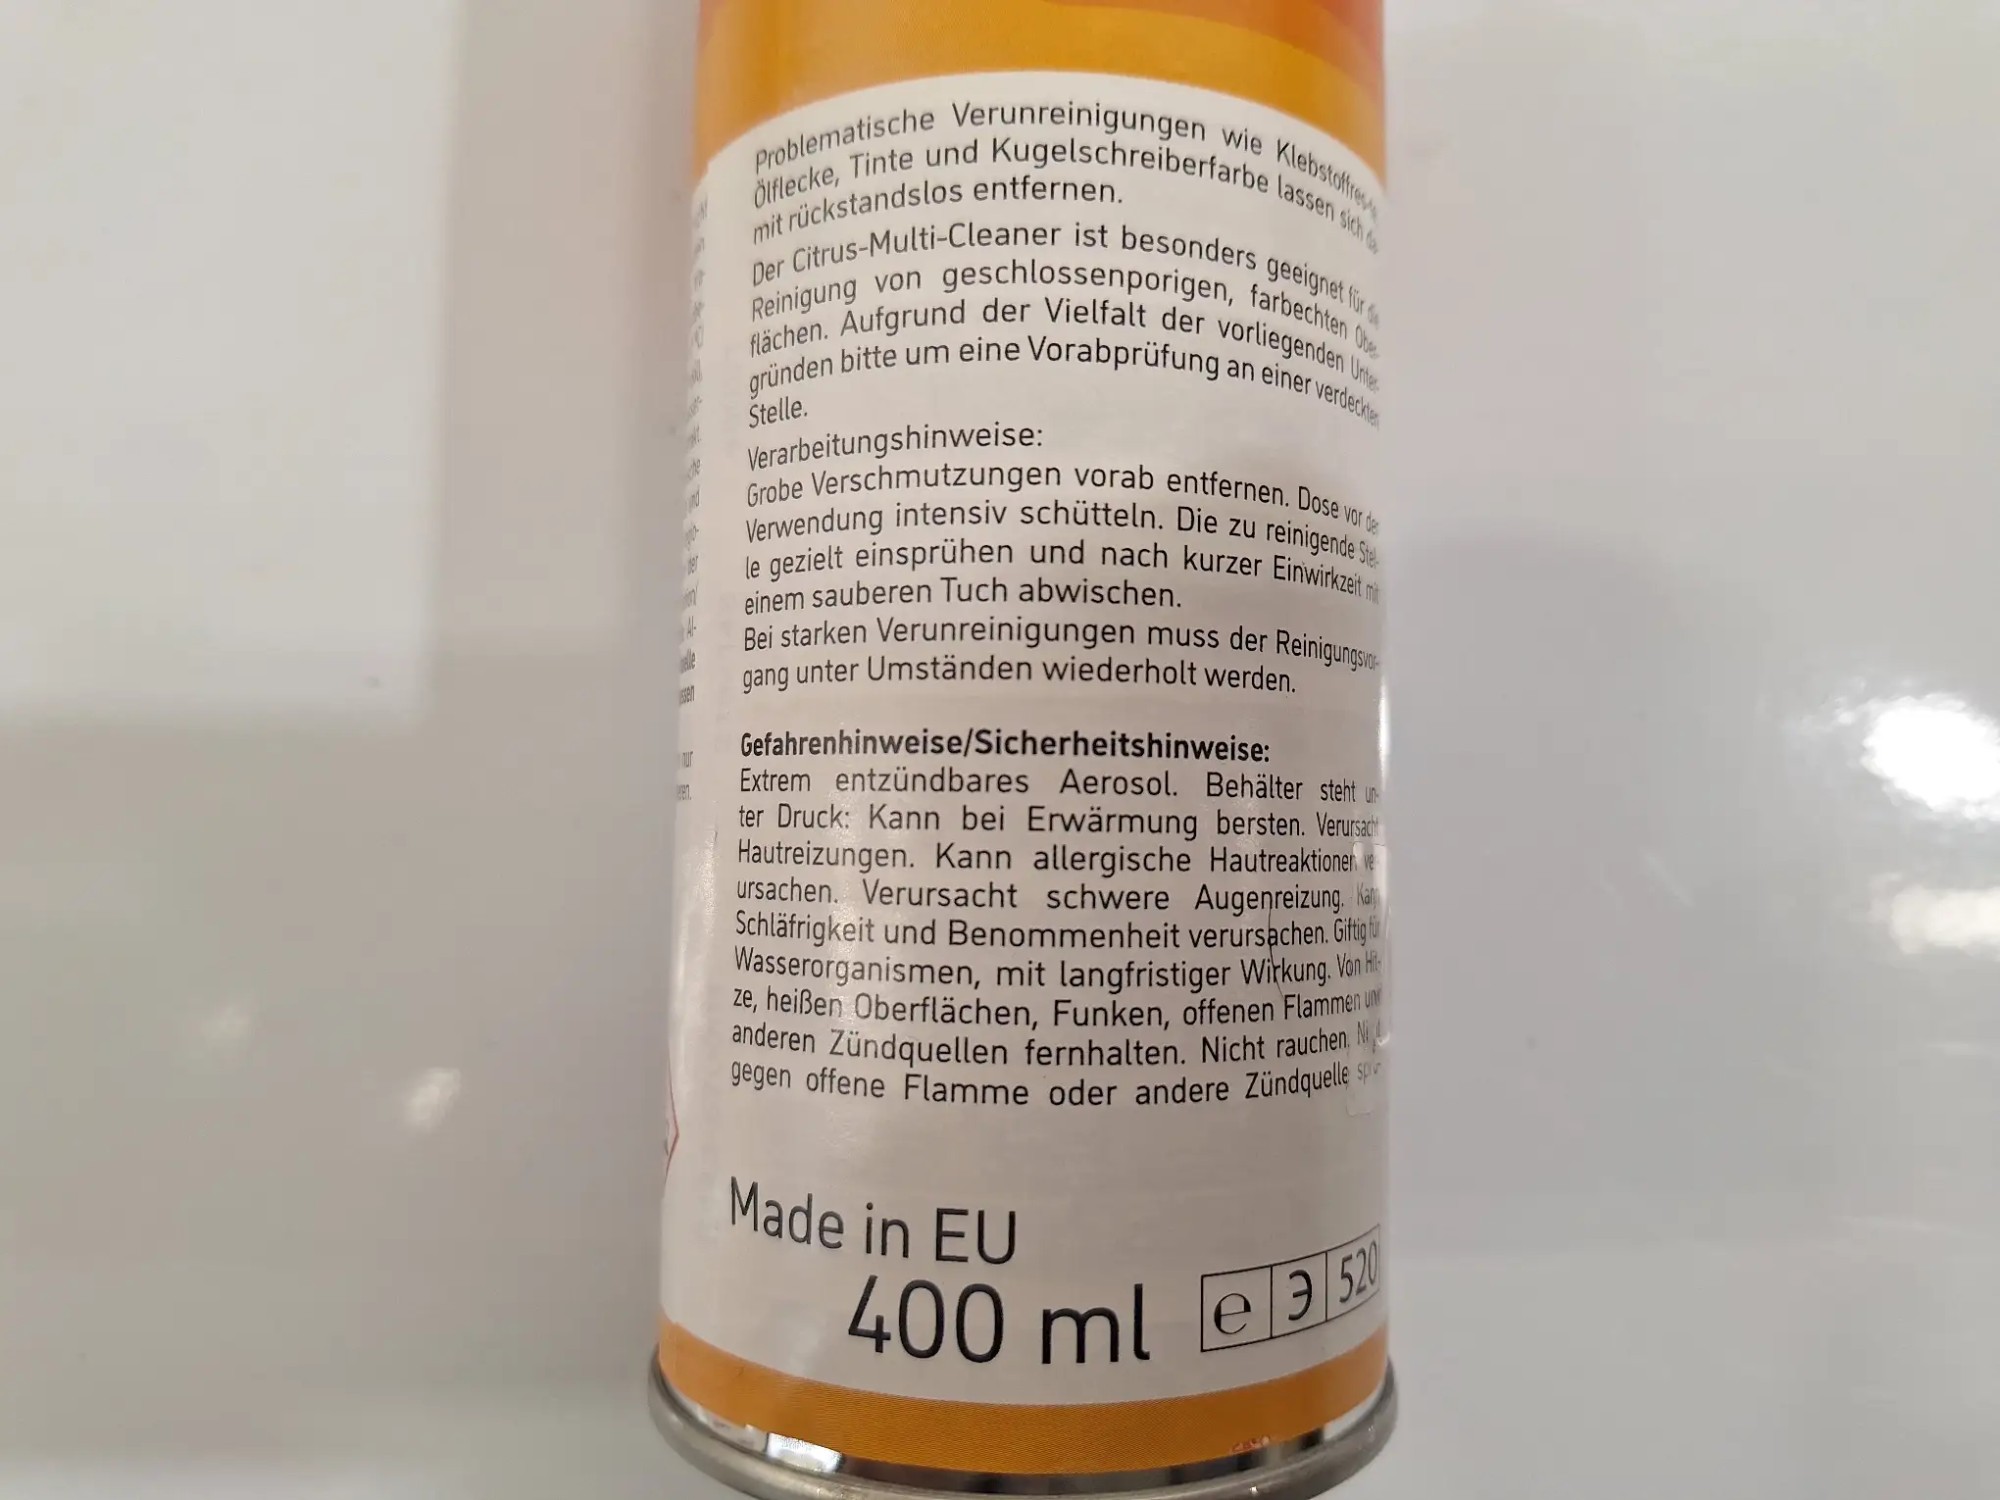 Problematische Verunreinigungen wie Klebstoffres-
Ölflecke, Tinte und Kugelschreiberfarbe lassen sich da-
mit rückstandslos entfernen.
Der Citrus-Multi-Cleaner ist besonders geeignet für die
Reinigung von geschlossenporigen, farbechten Ober-
flächen. Aufgrund der Vielfalt der vorliegenden Unter-
gründen bitte um eine Vorabprüfung an einer verdeckten
Stelle.
Verarbeitungshinweise:
Grobe Verschmutzungen vorab entfernen. Dose vor der
Verwendung intensiv schütteln. Die zu reinigende Stel-
le gezielt einsprühen und nach kurzer Einwirkzeit mit
einem sauberen Tuch abwischen.
Bei starken Verunreinigungen muss der Reinigungsvor-
gang unter Umständen wiederholt werden.
Gefahrenhinweise/Sicherheitshinweise:
Extrem entzündbares Aerosol. Behälter steht un-
ter Druck: Kann bei Erwärmung bersten. Verursacht
Hautreizungen. Kann allergische Hautreaktionen ver-
ursachen. Verursacht schwere Augenreizung. Kann
Schläfrigkeit und Benommenheit verursachen. Giftig für
Wasserorganismen, mit langfristiger Wirkung. Von Hit-
ze, heißen Oberflächen, Funken, offenen Flammen und
anderen Zündquellen fernhalten. Nicht rauchen.
gegen offene Flamme oder andere Zündquelle sprü-
Made in EU
400 ml
e 3 520